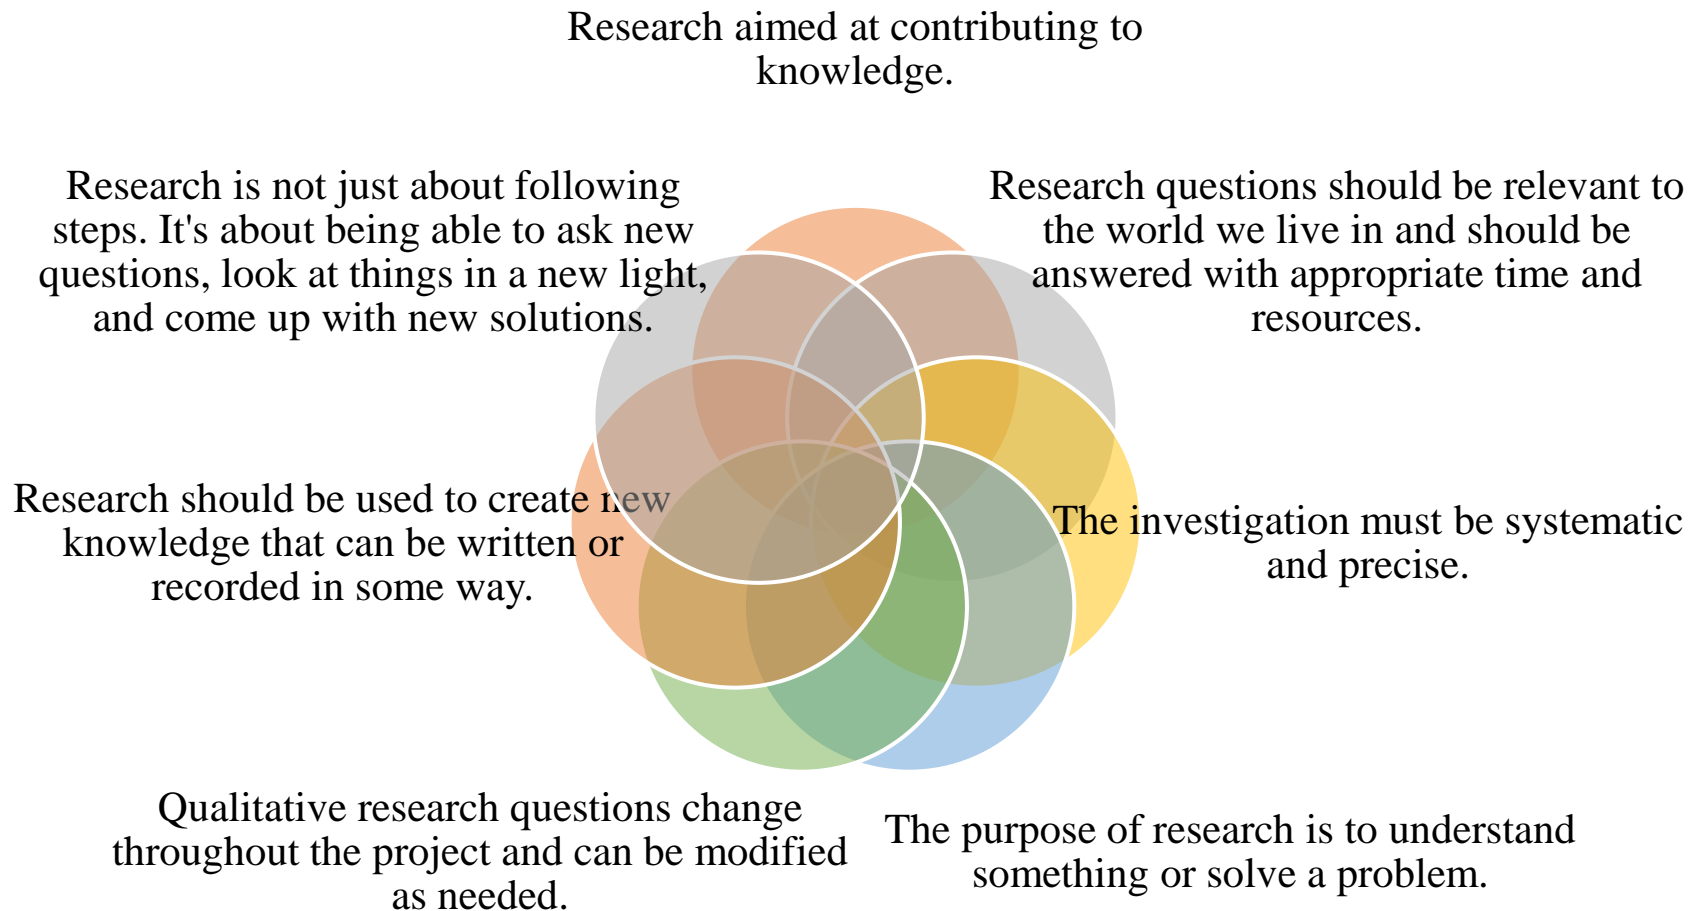 Research aimed at contributing to
knowledge.
Research is not just about following
steps. It's about being able to ask new
questions, look at things in a new light,
and come up with new solutions.
Research questions should be relevant to
the world we live in and should be
answered with appropriate time and
resources.
Research should be used to create new
knowledge that can be written or
recorded in some way.
The investigation must be systematic
and precise.
Qualitative research questions change
throughout the project and can be modified
as needed.
The purpose of research is to understand
something or solve a problem.